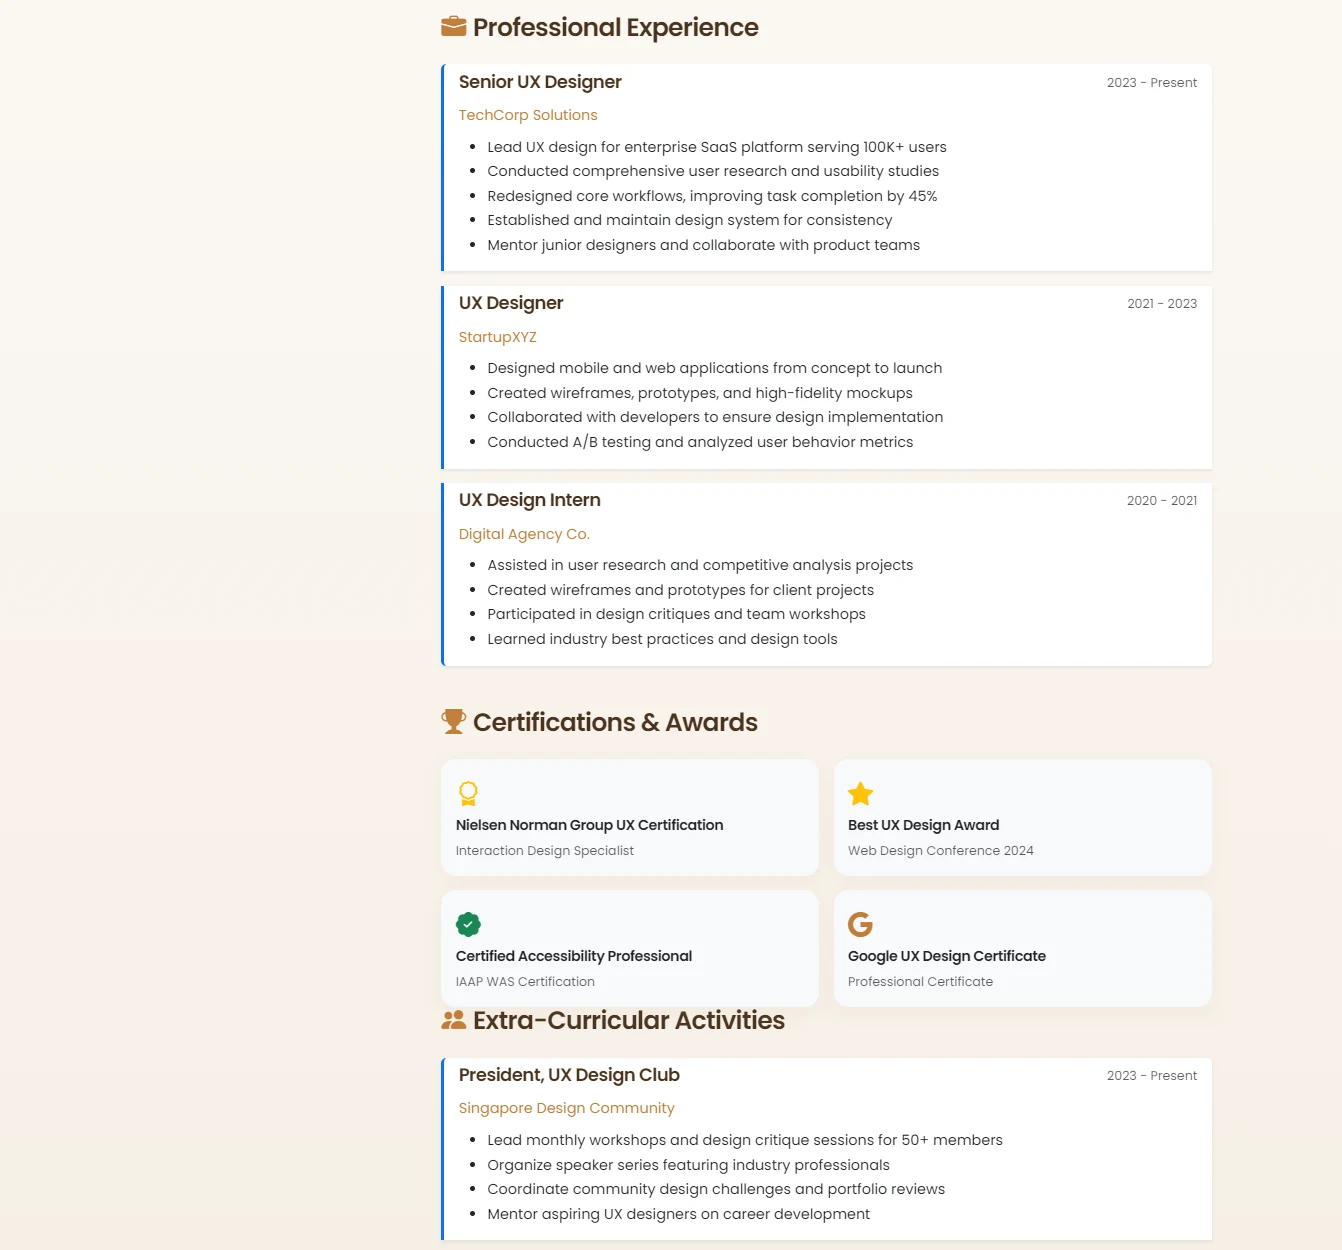 Professional Experience
Senior UX Designer
2023 - Present
TechCorp Solutions
Lead UX design for enterprise SaaS platform serving 100K+ users
Conducted comprehensive user research and usability studies
Redesigned core workflows, improving task completion by 45%
Established and maintain design system for consistency
Mentor junior designers and collaborate with product teams
UX Designer
2021 - 2023
StartupXYZ
Designed mobile and web applications from concept to launch
Created wireframes, prototypes, and high-fidelity mockups
Collaborated with developers to ensure design implementation
Conducted A/B testing and analyzed user behavior metrics
UX Design Intern
2020 - 2021
Digital Agency Co.
Assisted in user research and competitive analysis projects
Created wireframes and prototypes for client projects
Participated in design critiques and team workshops
Learned industry best practices and design tools
Certifications & Awards
Nielsen Norman Group UX Certification
Interaction Design Specialist
Best UX Design Award
Web Design Conference 2024
Certified Accessibility Professional
IAAP WAS Certification
Google UX Design Certificate
Professional Certificate
Extra-Curricular Activities
President, UX Design Club
2023 - Present
Singapore Design Community
Lead monthly workshops and design critique sessions for 50+ members
Organize speaker series featuring industry professionals
Coordinate community design challenges and portfolio reviews
Mentor aspiring UX designers on career development